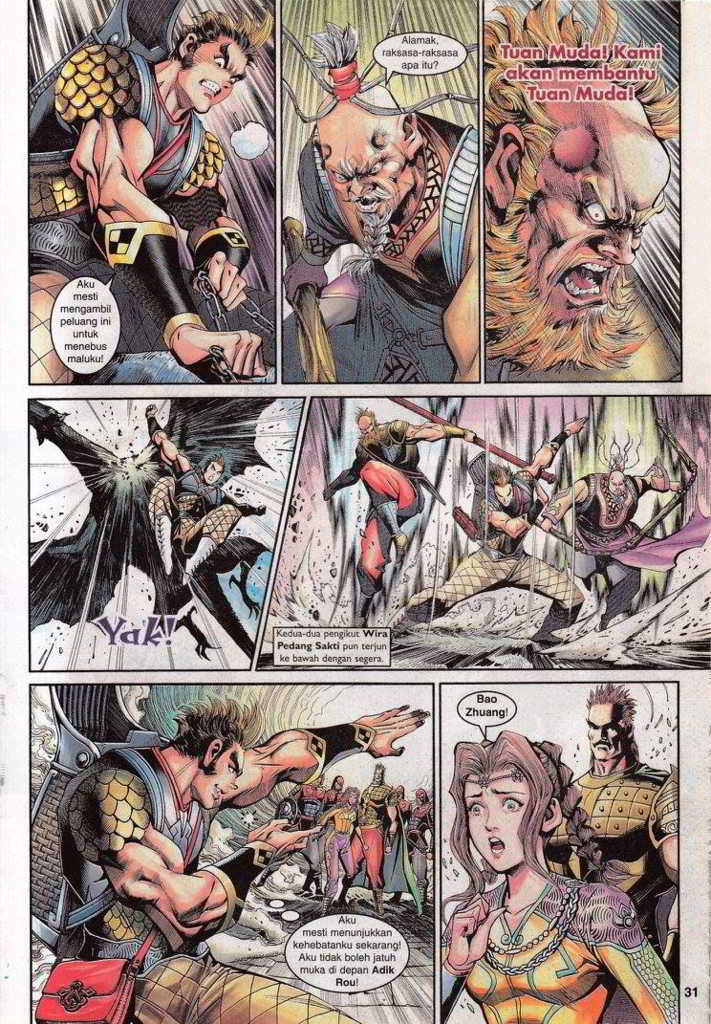 Aku
mesti
mengambil
peluang ini
untuk
menebus
maluku!
Alamak,
raksasa-raksasa
apa itu?
Tuan Muda! Kami
akan membantu
Tuan Muda!
Yak!
Kedua-dua pengikut Wira
Pedang Sakti pun terjun
ke bawah dengan segera.
Aku
mesti menunjukkan
kehebatanku sekarang!
Aku tidak boleh jatuh
muka di depan Adik
Rou!
Bao
Zhuang!
31